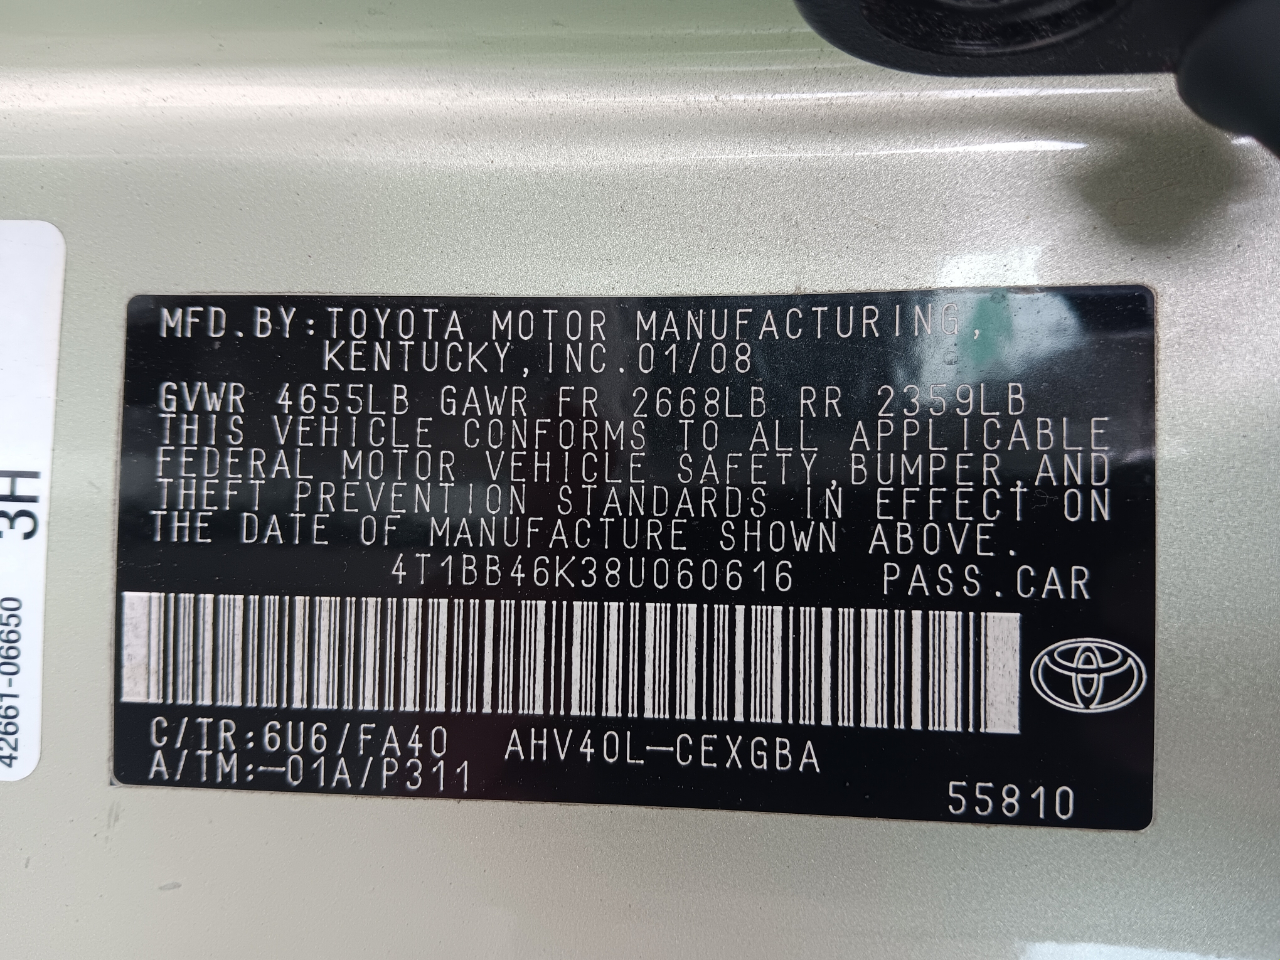 MFD.BY:TOYOTA MOTOR MANUFACTURING,
KENTUCKY,INC.01/08
GVWR 4655LB GAWR FR 2668LB RR 2359LB
THIS VEHICLE CONFORMS TO ALL APPLICABLE
FEDERAL MOTOR VEHICLE SAFETY,BUMPER,AND
THEFT PREVENTION STANDARDS IN EFFECT ON
THE DATE OF MANUFACTURE SHOWN ABOVE.
4T1BB46K38U060616 PASS.CAR
C/TR:6U6/FA40 AHV40L-CEXGBA
A/TM:-01A/P311
55810
42661-06650 3H